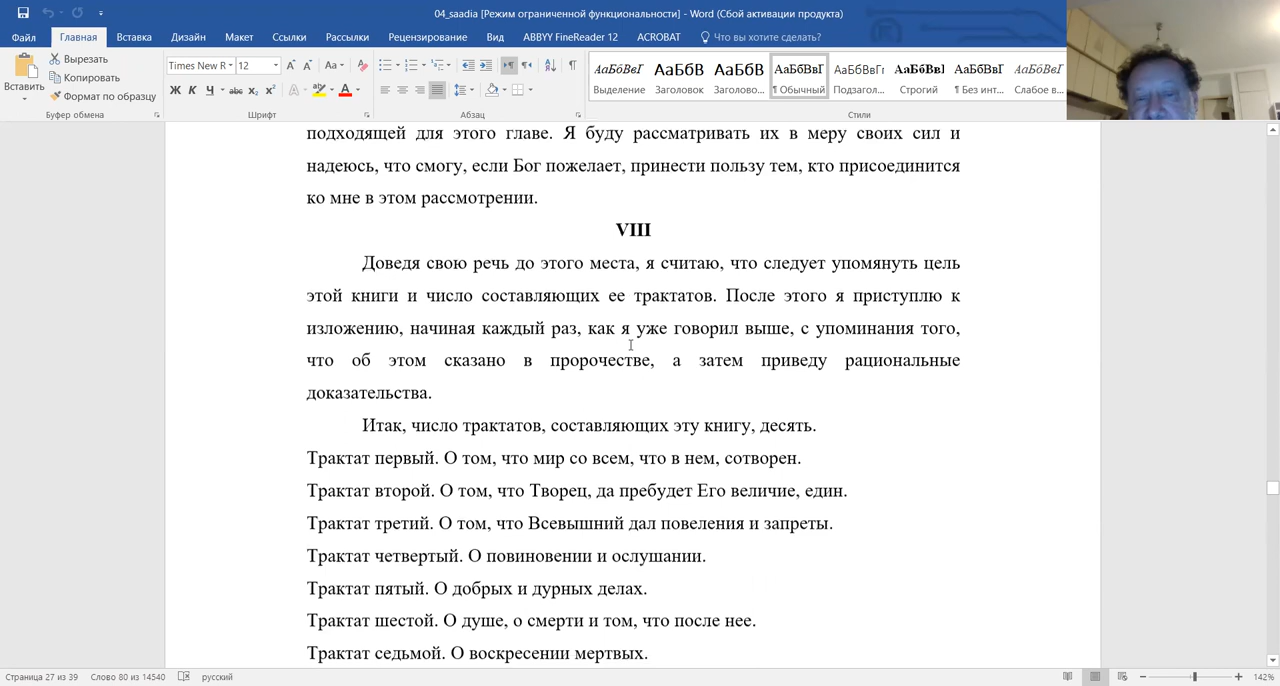 04_saadia [Режим ограниченной функциональности] - Word (Сбой активации продукта)
Файл Главная Вставка Дизайн Макет Ссылки Рассылки Рецензирование Вид ABBYY FineReader 12 ACROBAT Что вы хотите сделать?
Вставить
Вырезать
Копировать
Формат по образцу
Буфер обмена
Times New R 12
Ж К Ч abc x₂ x²
Шрифт
Абзац
АаБбВвГ АаБбВ АаБбВ АаБбВвГ АаБбВвГг АаБбВвІ АаБбВвГ АаБбВвГ
Выделение Заголовок Заголово... ¶ Обычный Подзагол... Строгий ¶ Без инт... Слабое в...
Стили
подходящей для этого главе. Я буду рассматривать их в меру своих сил и
надеюсь, что смогу, если Бог пожелает, принести пользу тем, кто присоединится
ко мне в этом рассмотрении.
VIII
Доведя свою речь до этого места, я считаю, что следует упомянуть цель
этой книги и число составляющих ее трактатов. После этого я приступлю к
изложению, начиная каждый раз, как я уже говорил выше, с упоминания того,
что об этом сказано в пророчестве, а затем приведу рациональные
доказательства.
Итак, число трактатов, составляющих эту книгу, десять.
Трактат первый. О том, что мир со всем, что в нем, сотворен.
Трактат второй. О том, что Творец, да пребудет Его величие, един.
Трактат третий. О том, что Всевышний дал повеления и запреты.
Трактат четвертый. О повиновении и ослушании.
Трактат пятый. О добрых и дурных делах.
Трактат шестой. О душе, о смерти и том, что после нее.
Трактат седьмой. О воскресении мертвых.
Страница 27 из 39 Слово 80 из 14540 русский 142%